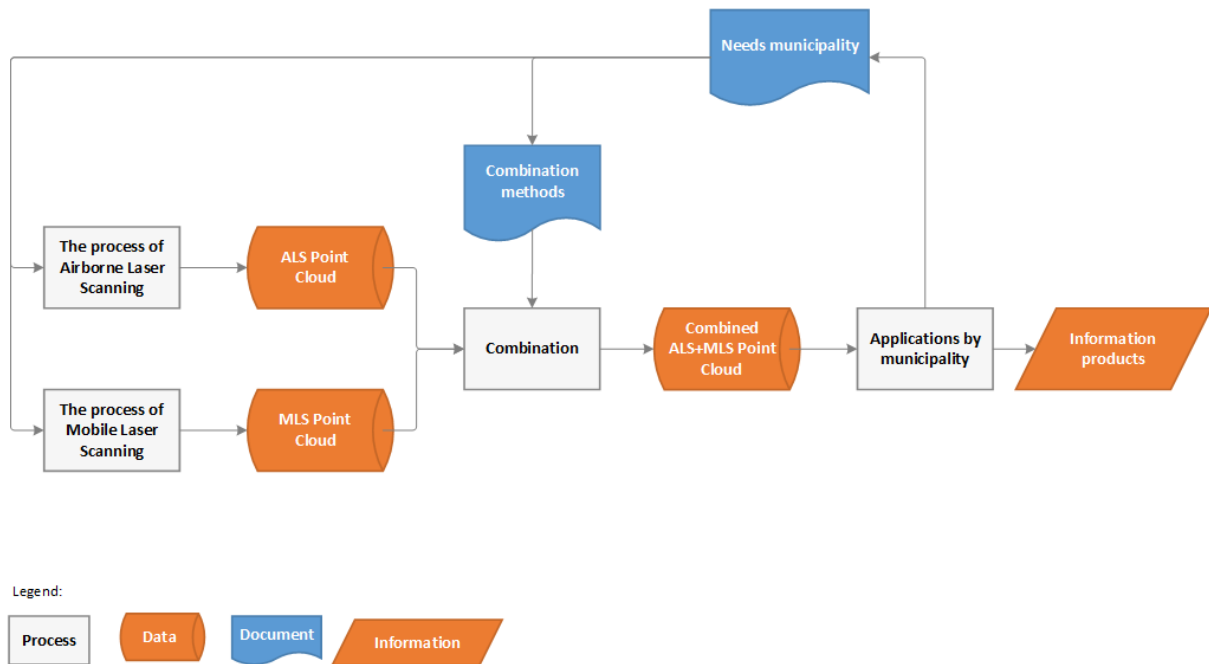 Needs municipality
Combination
methods
The process of
Airborne Laser
Scanning
ALS Point
Cloud
Combination
Combined
ALS+MLS Point
Cloud
Applications by
municipality
Information
products
The process of
Mobile Laser
Scanning
MLS Point
Cloud
Legend:
Process
Data
Document
Information